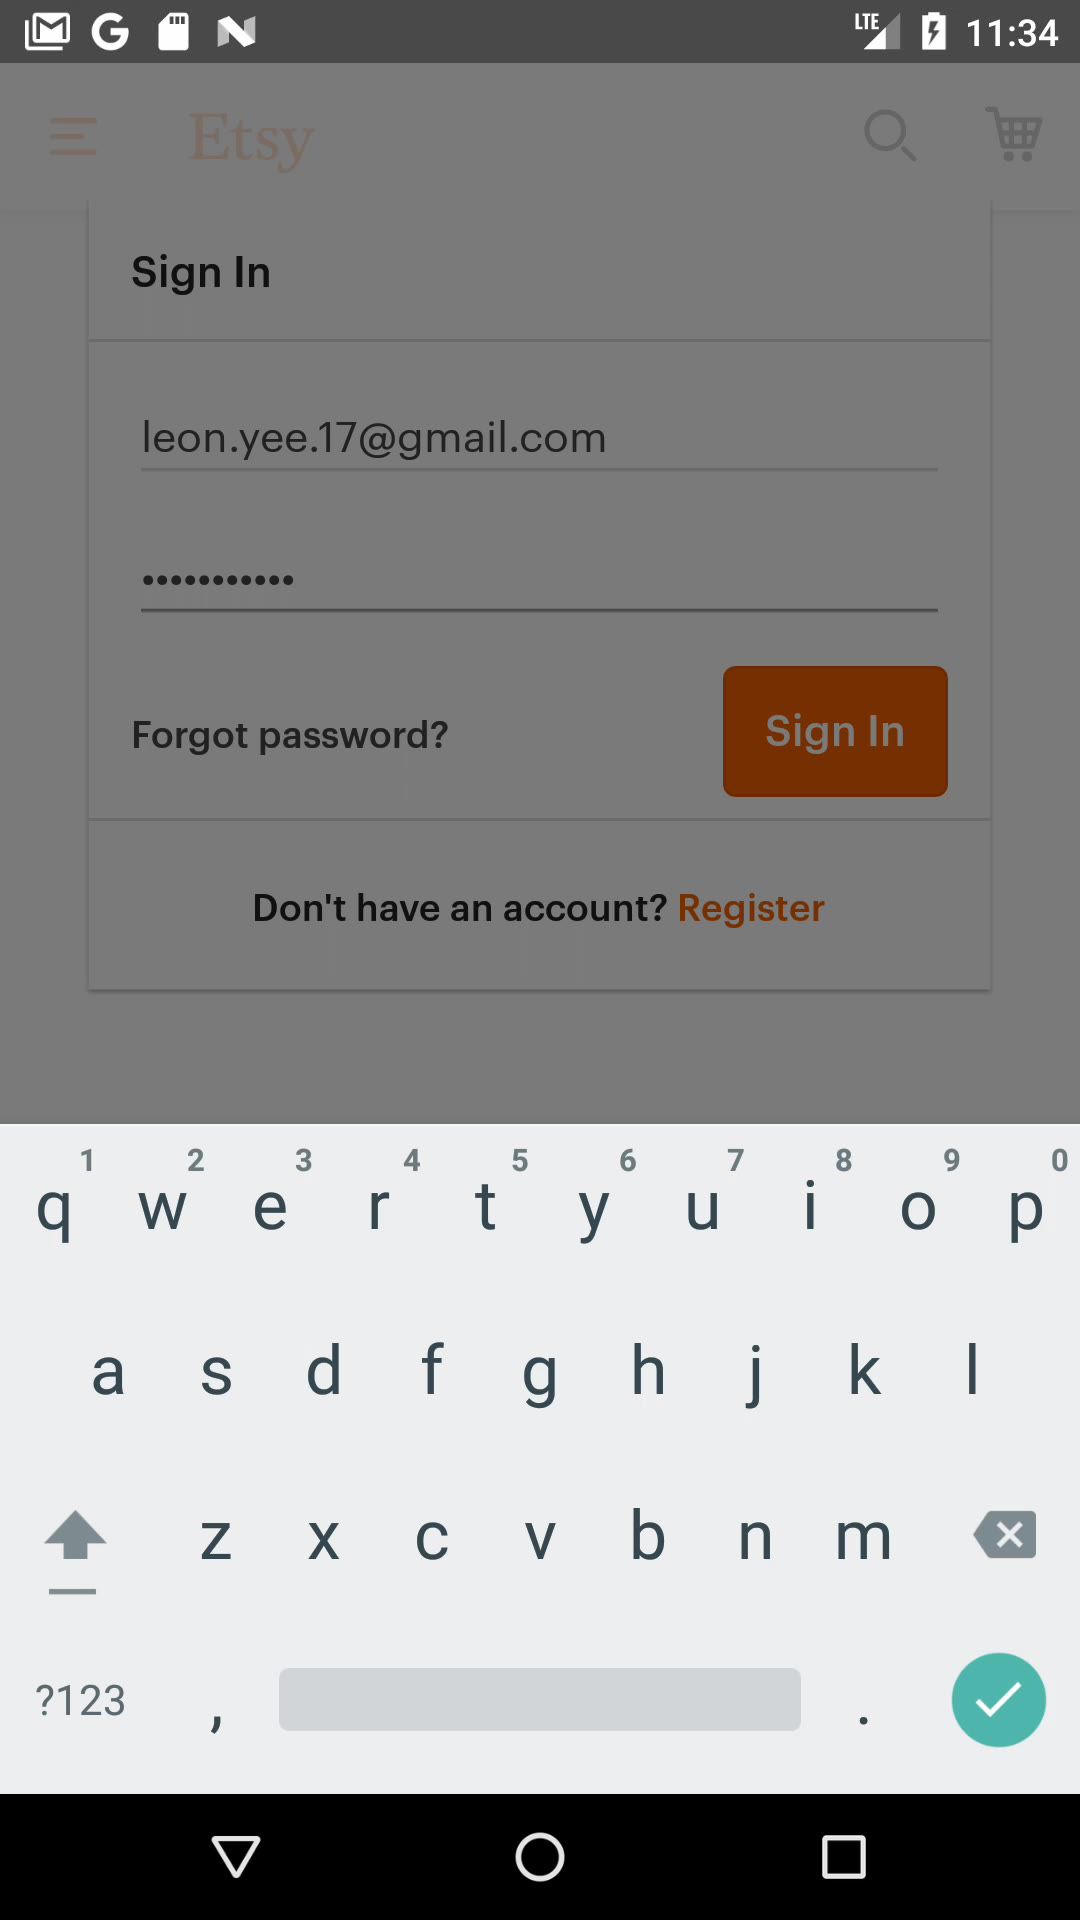 LTE 11:34
Etsy
Sign In
leon.yee.17@gmail.com
•••••••••••
Forgot password? Sign In
Don't have an account? Register
1 2 3 4 5 6 7 8 9 0
q w e r t y u i o p
a s d f g h j k l
z x c v b n m
?123 , .